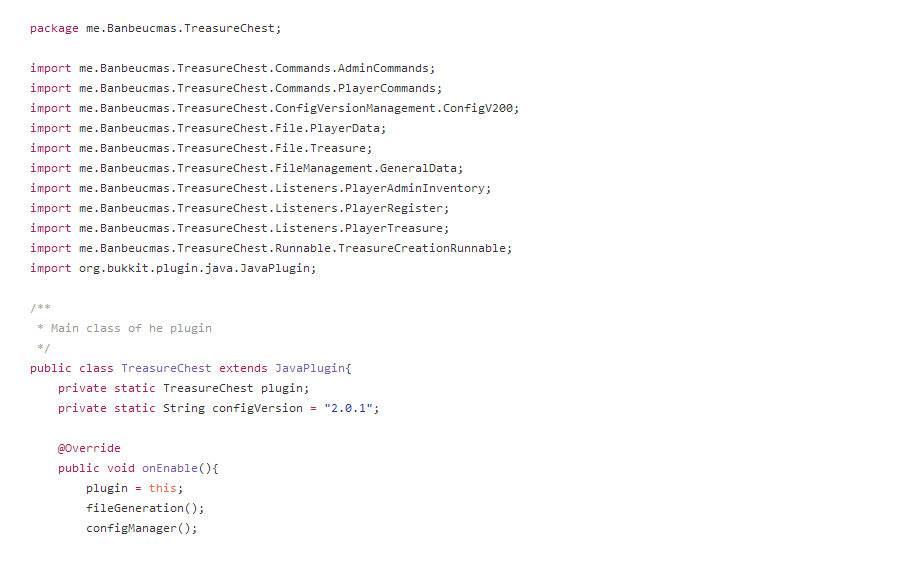 package me.Banbeucmas.TreasureChest;

import me.Banbeucmas.TreasureChest.Commands.AdminCommands;
import me.Banbeucmas.TreasureChest.Commands.PlayerCommands;
import me.Banbeucmas.TreasureChest.ConfigVersionManagement.ConfigV200;
import me.Banbeucmas.TreasureChest.File.PlayerData;
import me.Banbeucmas.TreasureChest.File.Treasure;
import me.Banbeucmas.TreasureChest.FileManagement.GeneralData;
import me.Banbeucmas.TreasureChest.Listeners.PlayerAdminInventory;
import me.Banbeucmas.TreasureChest.Listeners.PlayerRegister;
import me.Banbeucmas.TreasureChest.Listeners.PlayerTreasure;
import me.Banbeucmas.TreasureChest.Runnable.TreasureCreationRunnable;
import org.bukkit.plugin.java.JavaPlugin;

/**
 * Main class of he plugin
 */
public class TreasureChest extends JavaPlugin{
    private static TreasureChest plugin;
    private static String configVersion = "2.0.1";

    @Override
    public void onEnable(){
        plugin = this;
        fileGeneration();
        configManager();